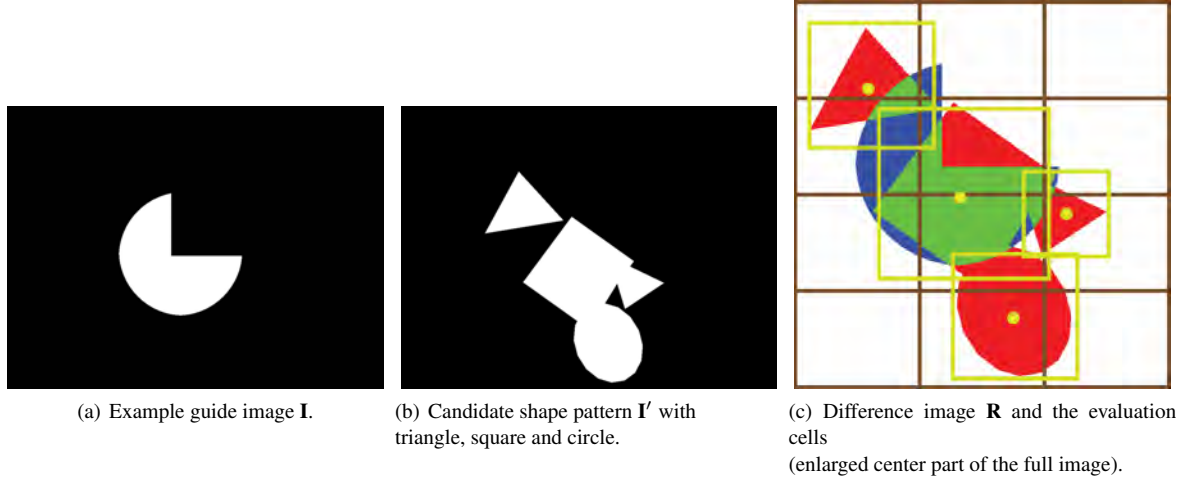 (a) Example guide image I.
(b) Candidate shape pattern I′ with
triangle, square and circle.
(c) Difference image R and the evaluation
cells
(enlarged center part of the full image).